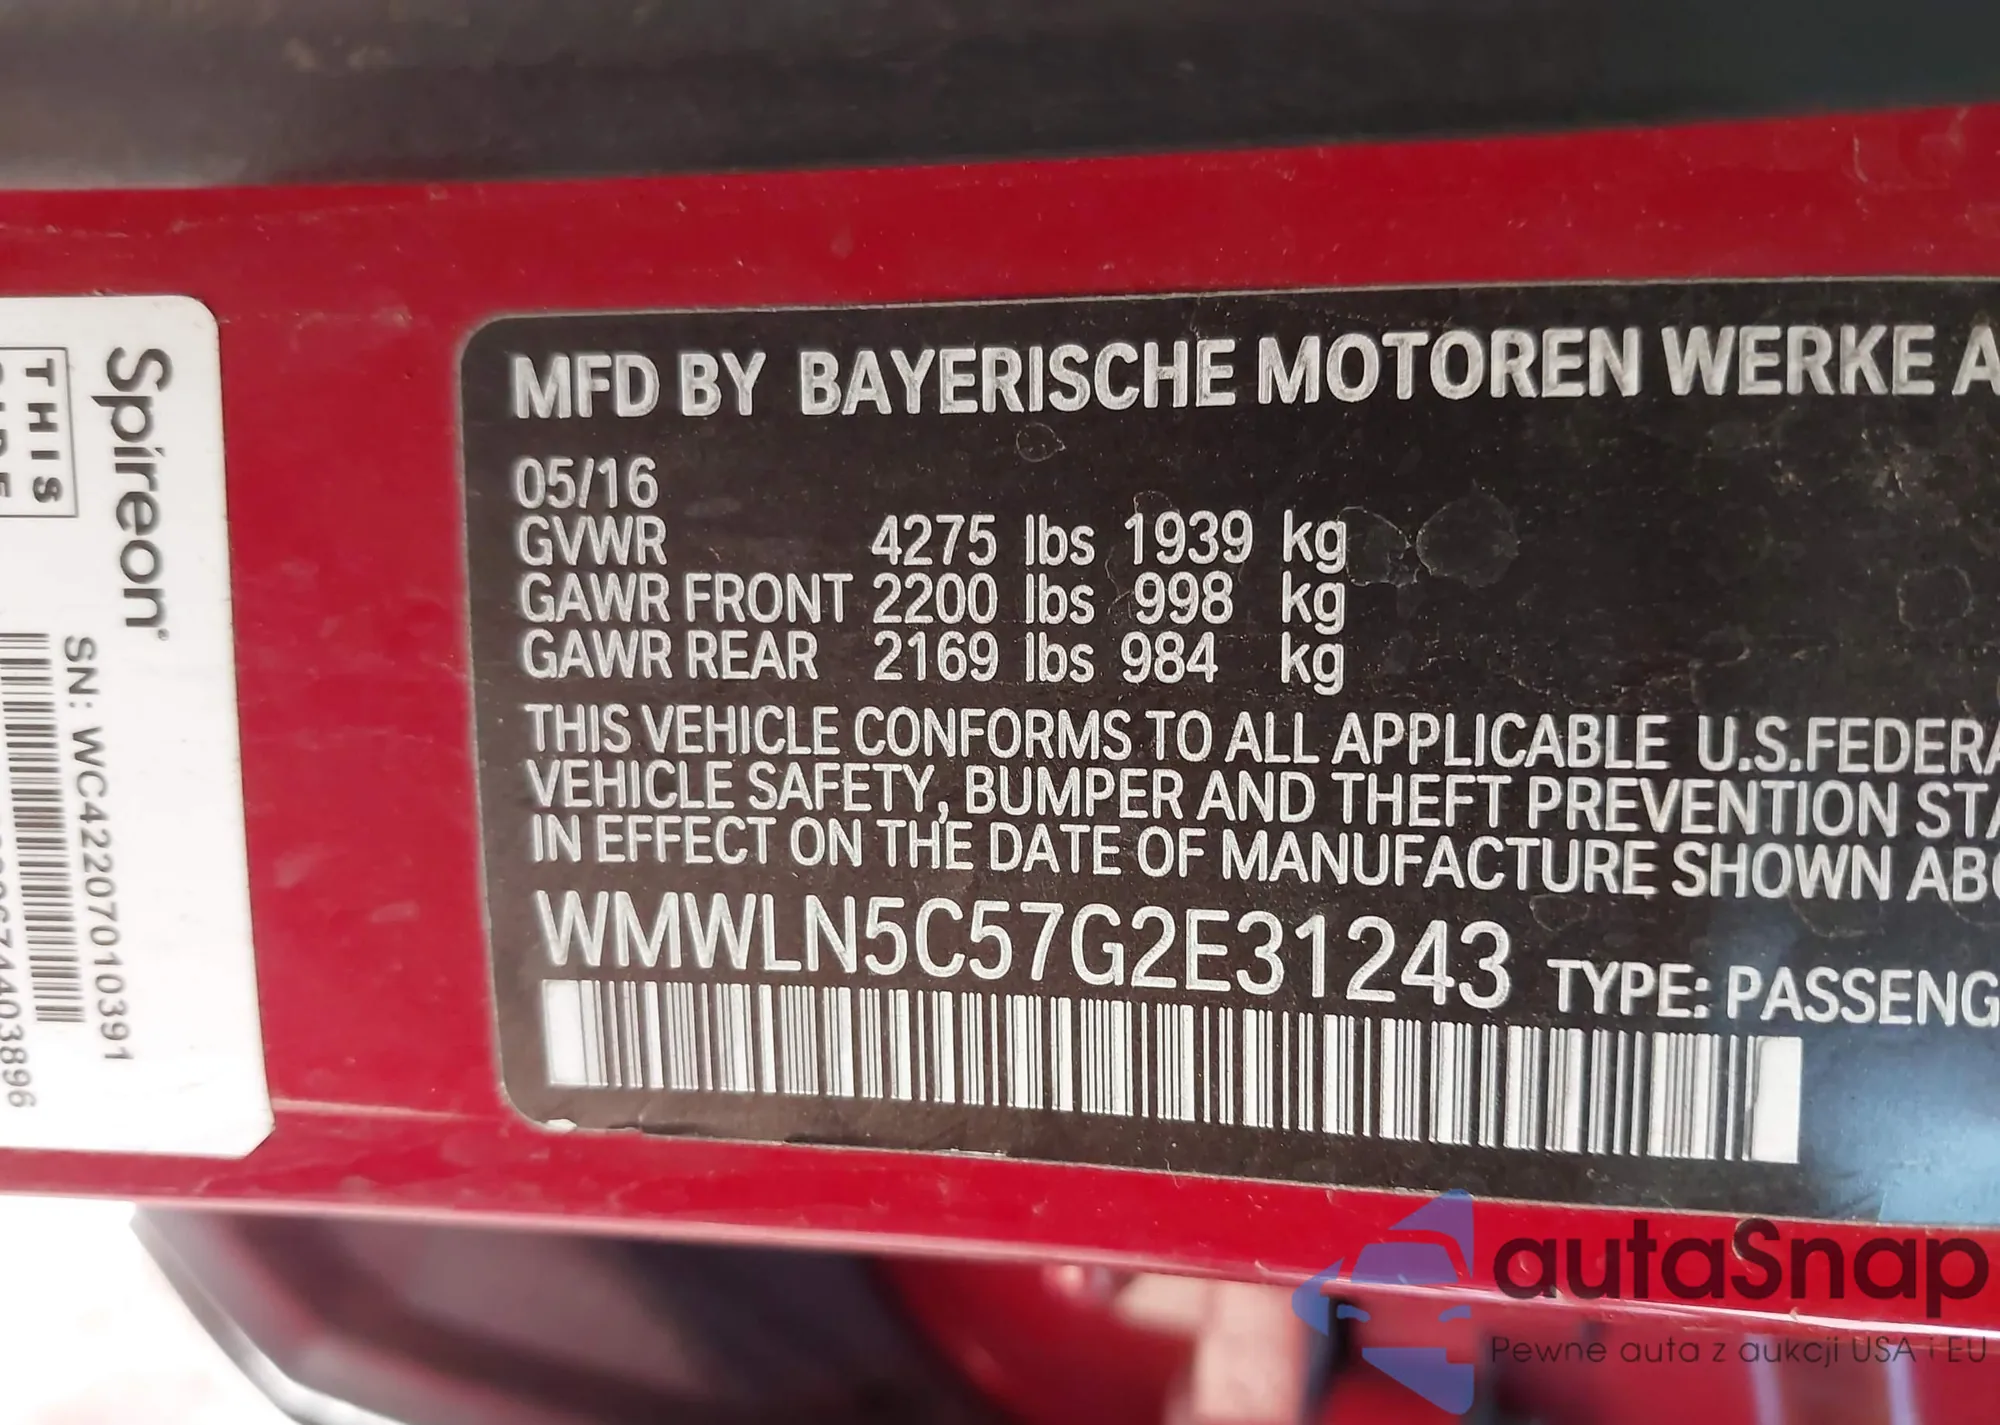 MFD BY BAYERISCHE MOTOREN WERKE A
05/16
GVWR 4275 lbs 1939 kg
GAWR FRONT 2200 lbs 998 kg
GAWR REAR 2169 lbs 984 kg
THIS VEHICLE CONFORMS TO ALL APPLICABLE U.S.FEDERA
VEHICLE SAFETY, BUMPER AND THEFT PREVENTION STA
IN EFFECT ON THE DATE OF MANUFACTURE SHOWN ABO
WMWLN5C57G2E31243 TYPE: PASSENG
Spireon
THIS
SN: WC4220701039​1
autaSnap
Pewne auta z aukcji USA i EU